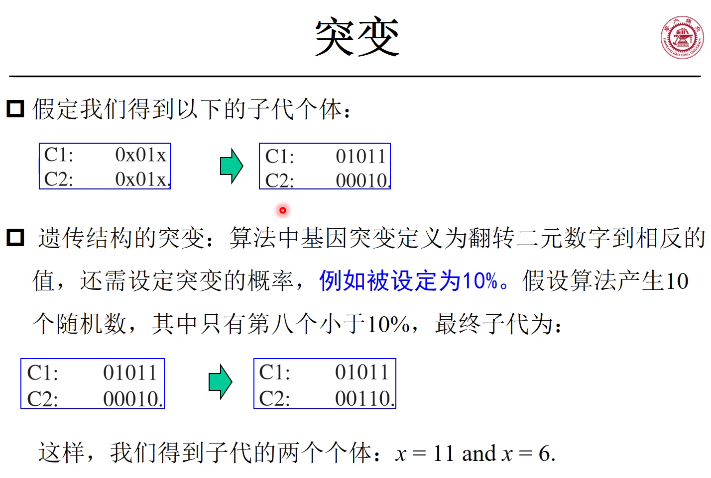 突变
假定我们得到以下的子代个体：
C1: 0x01x
C2: 0x01x.
C1: 01011
C2: 00010.
遗传结构的突变：算法中基因突变定义为翻转二元数字到相反的
值，还需设定突变的概率，例如被设定为10%。假设算法产生10
个随机数，其中只有第八个小于10%，最终子代为：
C1: 01011
C2: 00010.
C1: 01011
C2: 00110.
这样，我们得到子代的两个个体：x = 11 and x = 6.